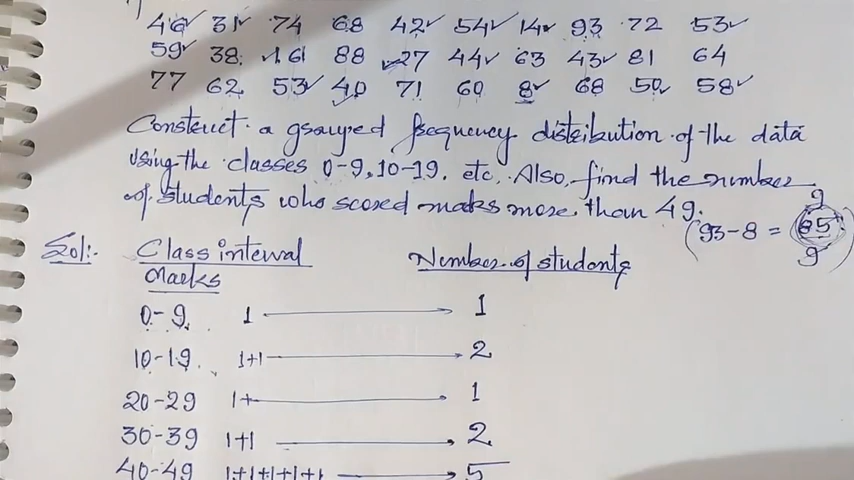 46 31 74 68 42 54 14 93 72 53
59 38 161 88 27 44 63 43 81 64
77 62 53 40 71 60 8 68 50 58
Construct a grouped frequency distribution of the data
using the classes 0-9, 10-19, etc. Also, find the number
of students who scored maks more than 49.
(93-8 = 85)
9
9
Sol:- Class interval Number of students
Marks
0-9 1 1
10-19 1+1 2
20-29 1+ 1
30-39 1+1 2
40-49 1+1+1+1+1 5